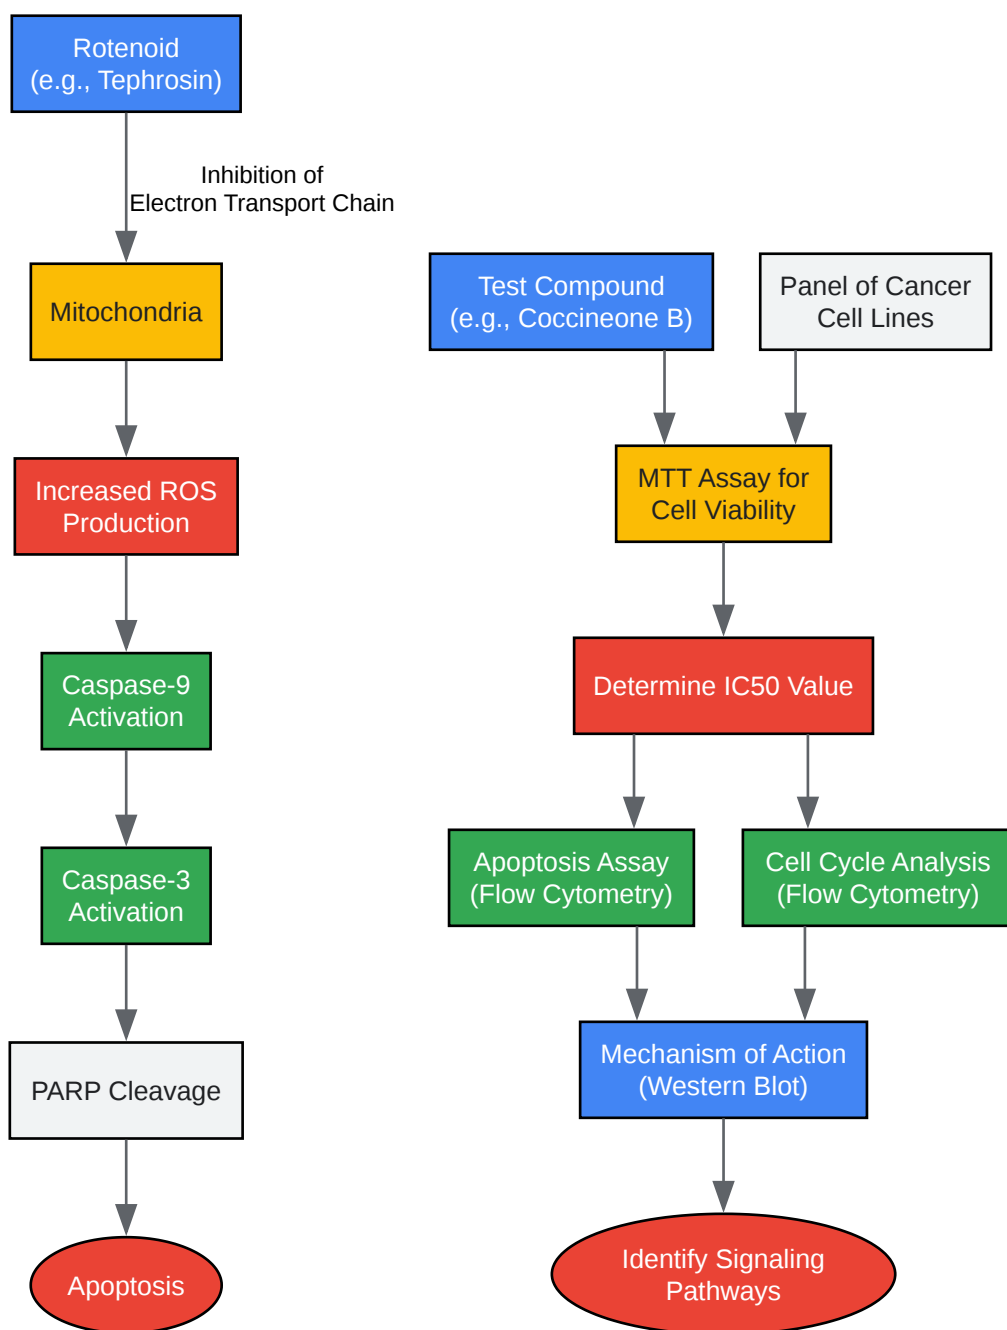 Rotenoid
(e.g., Tephrosin)
Inhibition of
Electron Transport Chain
Mitochondria
Increased ROS
Production
Caspase-9
Activation
Caspase-3
Activation
PARP Cleavage
Apoptosis
Test Compound
(e.g., Coccineone B)
Panel of Cancer
Cell Lines
MTT Assay for
Cell Viability
Determine IC50 Value
Apoptosis Assay
(Flow Cytometry)
Cell Cycle Analysis
(Flow Cytometry)
Mechanism of Action
(Western Blot)
Identify Signaling
Pathways